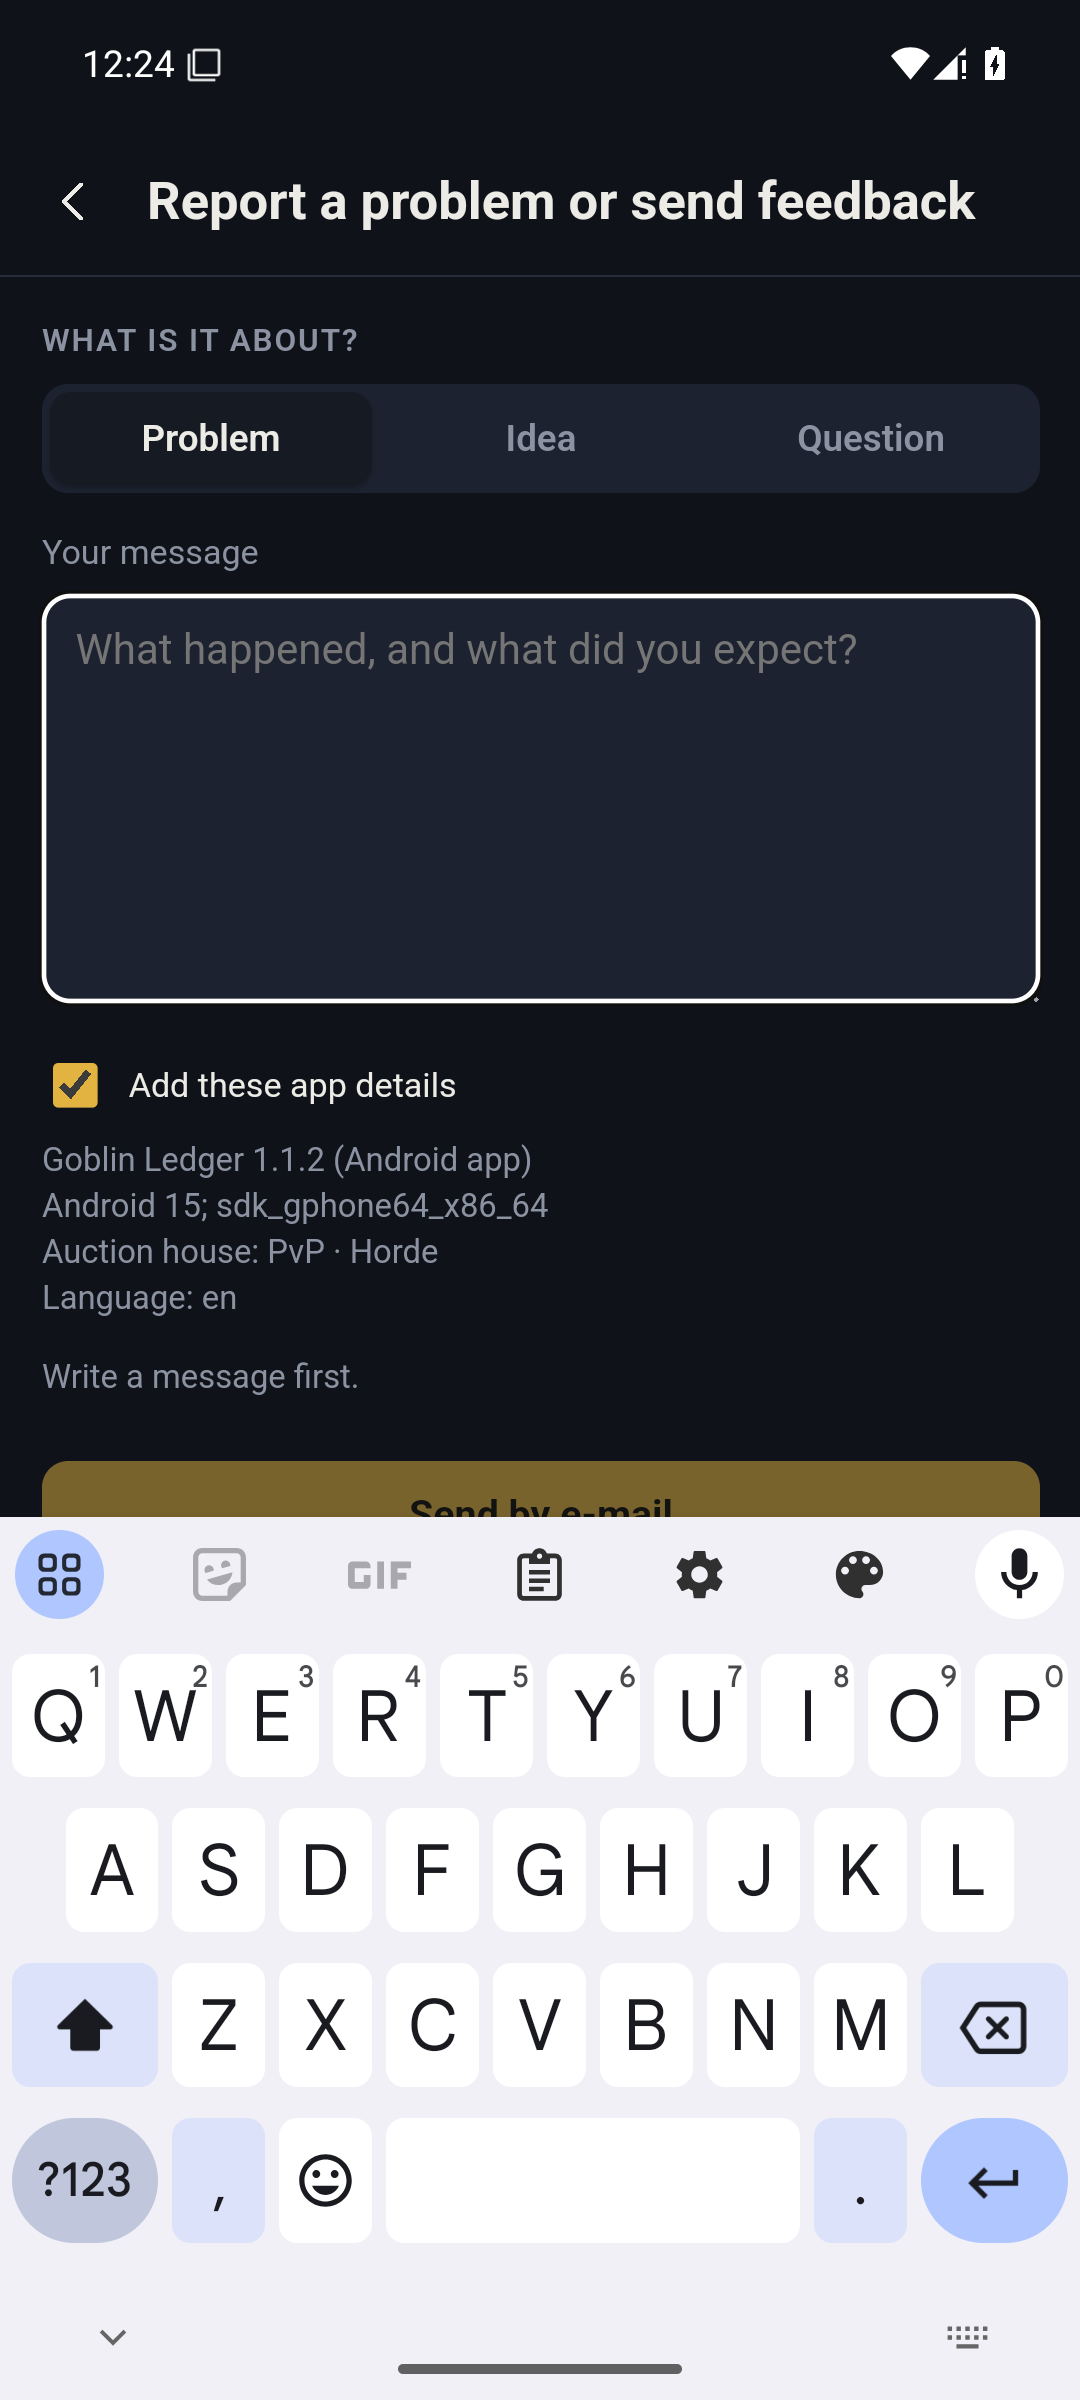 12:24
Report a problem or send feedback
WHAT IS IT ABOUT?
Problem Idea Question
Your message
What happened, and what did you expect?
Add these app details
Goblin Ledger 1.1.2 (Android app)
Android 15; sdk_gphone64_x86_64
Auction house: PvP · Horde
Language: en
Write a message first.
Send by e-mail
GIF
Q 1 W 2 E 3 R 4 T 5 Y 6 U 7 I 8 O 9 P 0
A S D F G H J K L
Z X C V B N M
?123 , .